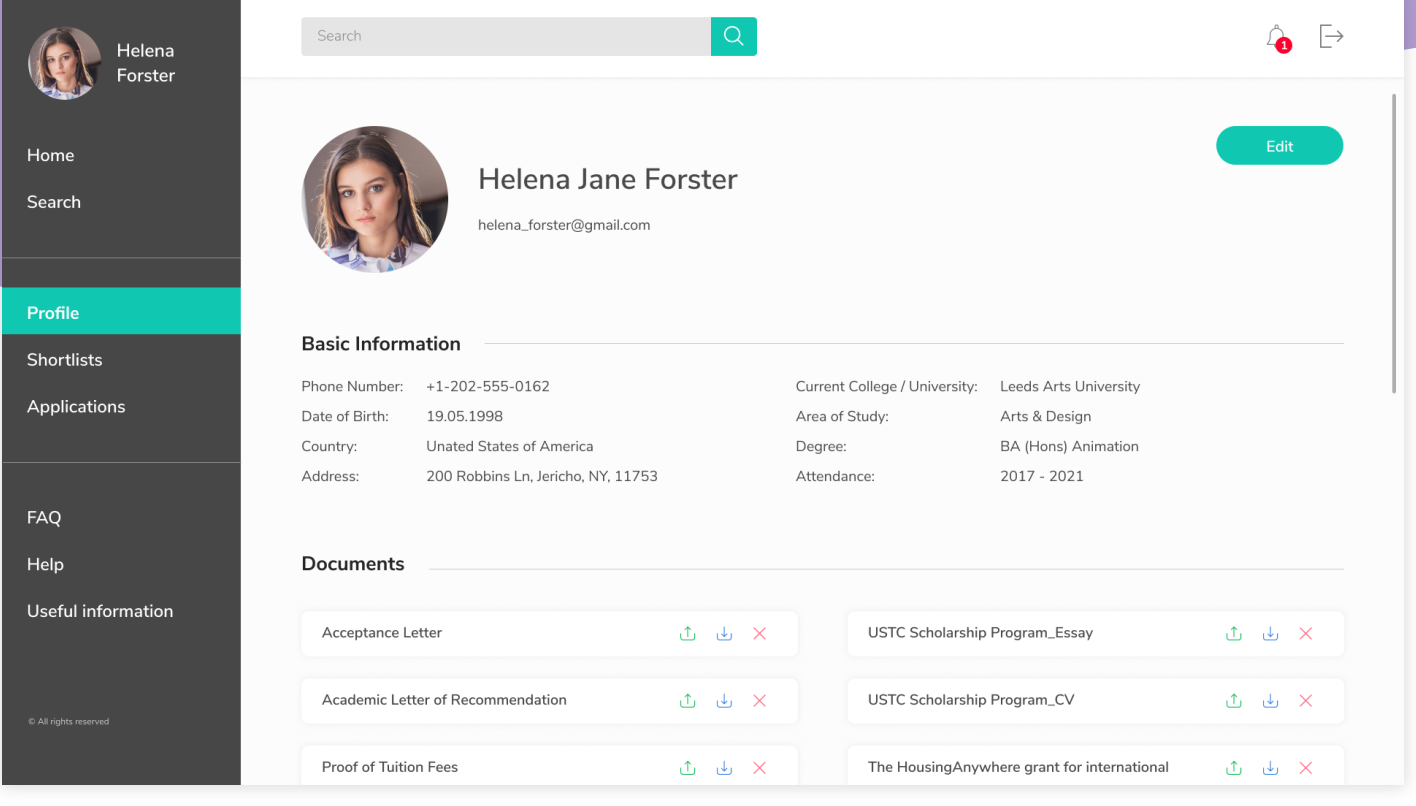 Helena
Forster
Home
Search
Profile
Shortlists
Applications
FAQ
Help
Useful information
© All rights reserved
Search
1
Helena Jane Forster
helena_forster@gmail.com
Edit
Basic Information
Phone Number: +1-202-555-0162
Date of Birth: 19.05.1998
Country: Unated States of America
Address: 200 Robbins Ln, Jericho, NY, 11753
Current College / University: Leeds Arts University
Area of Study: Arts & Design
Degree: BA (Hons) Animation
Attendance: 2017 - 2021
Documents
Acceptance Letter
USTC Scholarship Program_Essay
Academic Letter of Recommendation
USTC Scholarship Program_CV
Proof of Tuition Fees
The HousingAnywhere grant for international